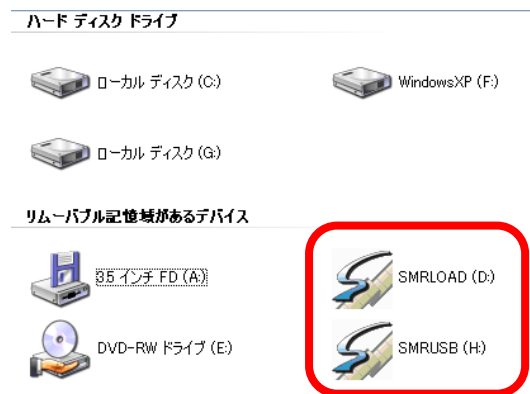 ハード ディスク ドライブ
ローカル ディスク (C:)
WindowsXP (F:)
ローカル ディスク (G:)
リムーバブル記憶域があるデバイス
3.5 インチ FD (A:)
SMRLOAD (D:)
DVD-RW ドライブ (E:)
SMRUSB (H:)